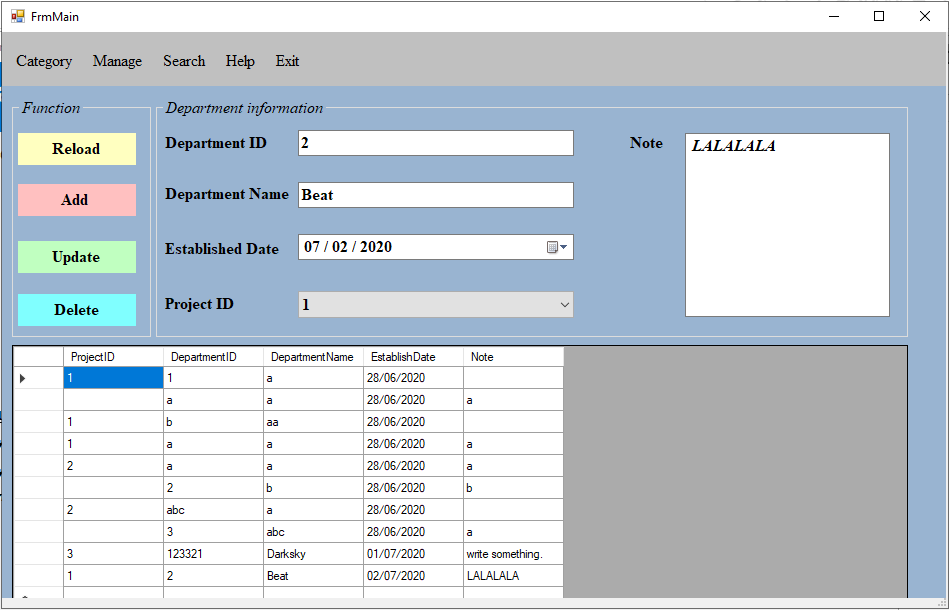 FrmMain
Category Manage Search Help Exit
Function
Reload
Add
Update
Delete
Department information
Department ID 2
Department Name Beat
Established Date 07 / 02 / 2020
Project ID 1
Note LALALALA
ProjectID DepartmentID DepartmentName EstablishDate Note
1 1 a 28/06/2020
a a 28/06/2020 a
1 b aa 28/06/2020
1 a a 28/06/2020 a
2 a a 28/06/2020 a
2 b 28/06/2020 b
2 abc a 28/06/2020
3 abc 28/06/2020 a
3 123321 Darksky 01/07/2020 write something.
1 2 Beat 02/07/2020 LALALALA